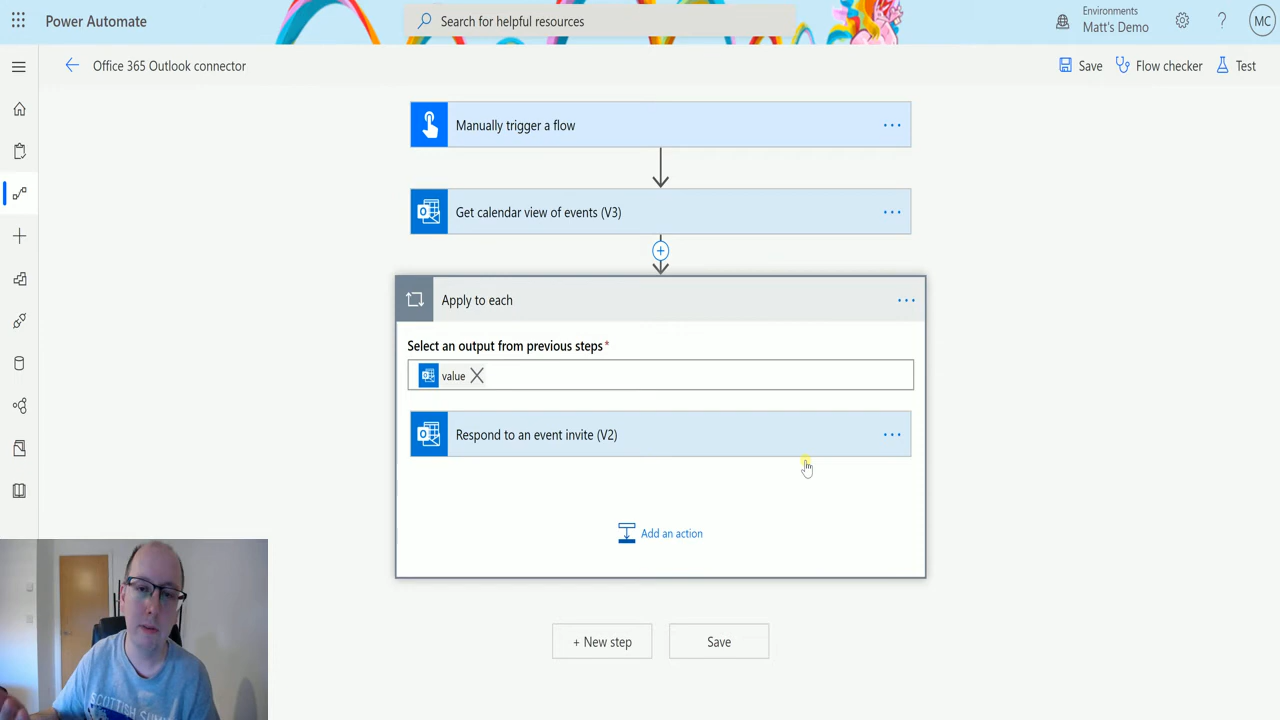 Power Automate
Search for helpful resources
Environments
Matt's Demo
?
MC
Office 365 Outlook connector
Save
Flow checker
Test
Manually trigger a flow
Get calendar view of events (V3)
Apply to each
Select an output from previous steps*
value
Respond to an event invite (V2)
Add an action
+ New step
Save
SCOTTISH SUMM